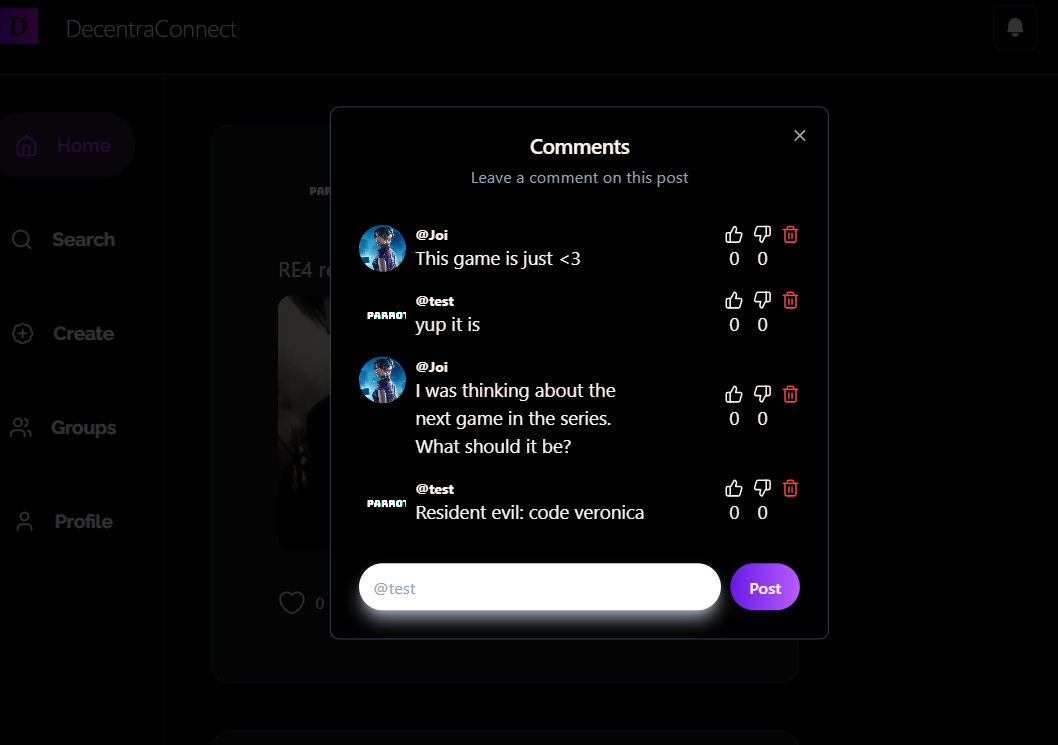 D
DecentraConnect
Home
Search
Create
Groups
Profile
RE4
0
Comments
Leave a comment on this post
@Joi
This game is just <3
0 0
@test
PARROT
yup it is
0 0
@Joi
I was thinking about the
next game in the series.
What should it be?
0 0
@test
PARROT
Resident evil: code veronica
0 0
@test
Post